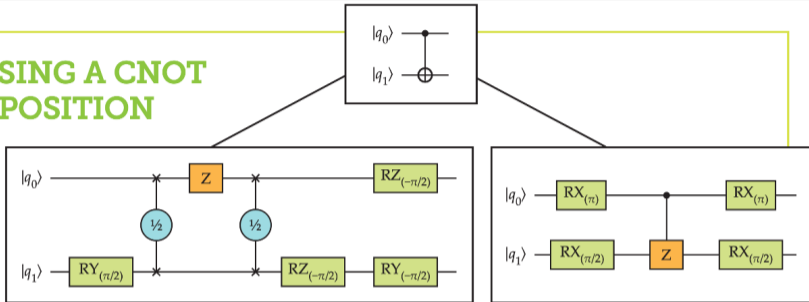 |q₀⟩
|q₁⟩
SING A CNOT
POSITION
|q₀⟩ Z RZ(−π/2)
½ ½
|q₁⟩ RY(π/2) RZ(−π/2) RY(−π/2)
|q₀⟩ RX(π) RX(π)
|q₁⟩ RX(π/2) Z RX(π/2)